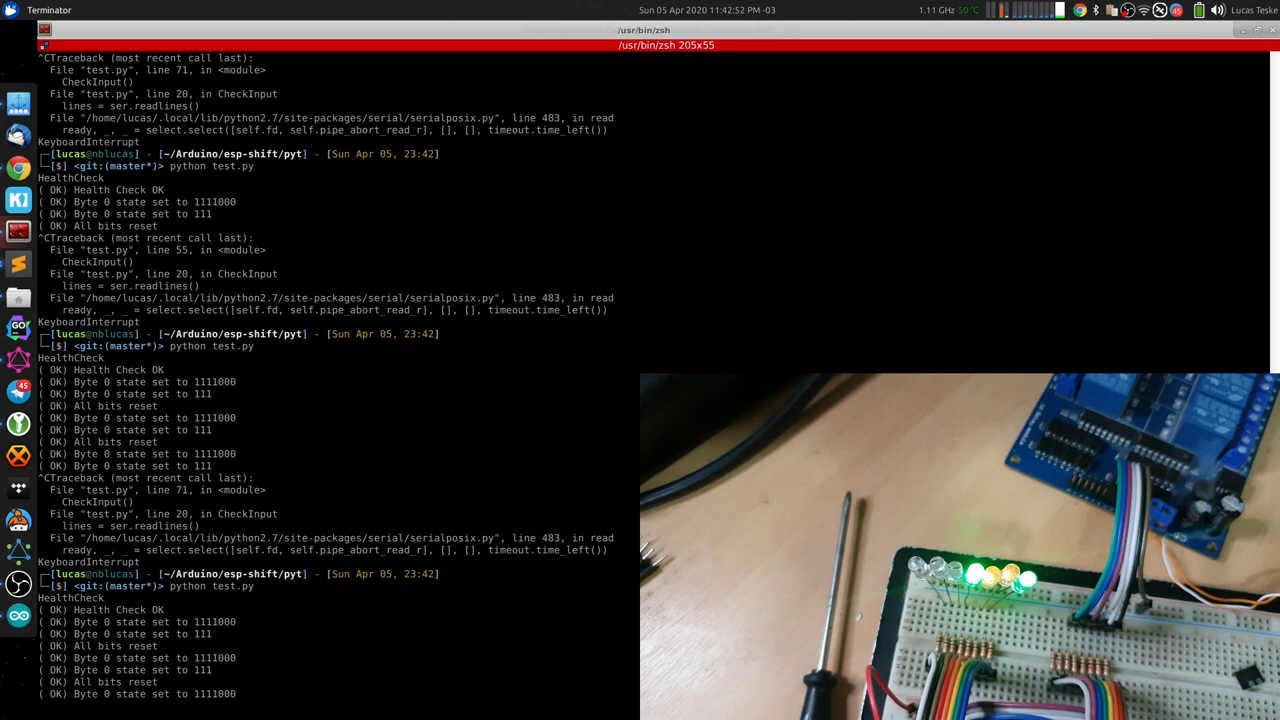 Terminator
Sun 05 Apr 2020 11:42:52 PM -03
1.11 GHz 50 °C
45
Lucas Teske
/usr/bin/zsh
/usr/bin/zsh 205x55
^CTraceback (most recent call last):
File "test.py", line 71, in <module>
CheckInput()
File "test.py", line 20, in CheckInput
lines = ser.readlines()
File "/home/lucas/.local/lib/python2.7/site-packages/serial/serialposix.py", line 483, in read
ready, _, _ = select.select([self.fd, self.pipe_abort_read_r], [], [], timeout.time_left())
KeyboardInterrupt
[lucas@nblucas] - [~/Arduino/esp-shift/pyt] - [Sun Apr 05, 23:42]
[$] <git:(master*)> python test.py
HealthCheck
( OK) Health Check OK
( OK) Byte 0 state set to 1111000
( OK) Byte 0 state set to 111
( OK) All bits reset
^CTraceback (most recent call last):
File "test.py", line 55, in <module>
CheckInput()
File "test.py", line 20, in CheckInput
lines = ser.readlines()
File "/home/lucas/.local/lib/python2.7/site-packages/serial/serialposix.py", line 483, in read
ready, _, _ = select.select([self.fd, self.pipe_abort_read_r], [], [], timeout.time_left())
KeyboardInterrupt
[lucas@nblucas] - [~/Arduino/esp-shift/pyt] - [Sun Apr 05, 23:42]
[$] <git:(master*)> python test.py
HealthCheck
( OK) Health Check OK
( OK) Byte 0 state set to 1111000
( OK) Byte 0 state set to 111
( OK) All bits reset
( OK) Byte 0 state set to 1111000
( OK) Byte 0 state set to 111
( OK) All bits reset
( OK) Byte 0 state set to 1111000
( OK) Byte 0 state set to 111
^CTraceback (most recent call last):
File "test.py", line 71, in <module>
CheckInput()
File "test.py", line 20, in CheckInput
lines = ser.readlines()
File "/home/lucas/.local/lib/python2.7/site-packages/serial/serialposix.py", line 483, in read
ready, _, _ = select.select([self.fd, self.pipe_abort_read_r], [], [], timeout.time_left())
KeyboardInterrupt
[lucas@nblucas] - [~/Arduino/esp-shift/pyt] - [Sun Apr 05, 23:42]
[$] <git:(master*)> python test.py
HealthCheck
( OK) Health Check OK
( OK) Byte 0 state set to 1111000
( OK) Byte 0 state set to 111
( OK) All bits reset
( OK) Byte 0 state set to 1111000
( OK) Byte 0 state set to 111
( OK) All bits reset
( OK) Byte 0 state set to 1111000
GO
45